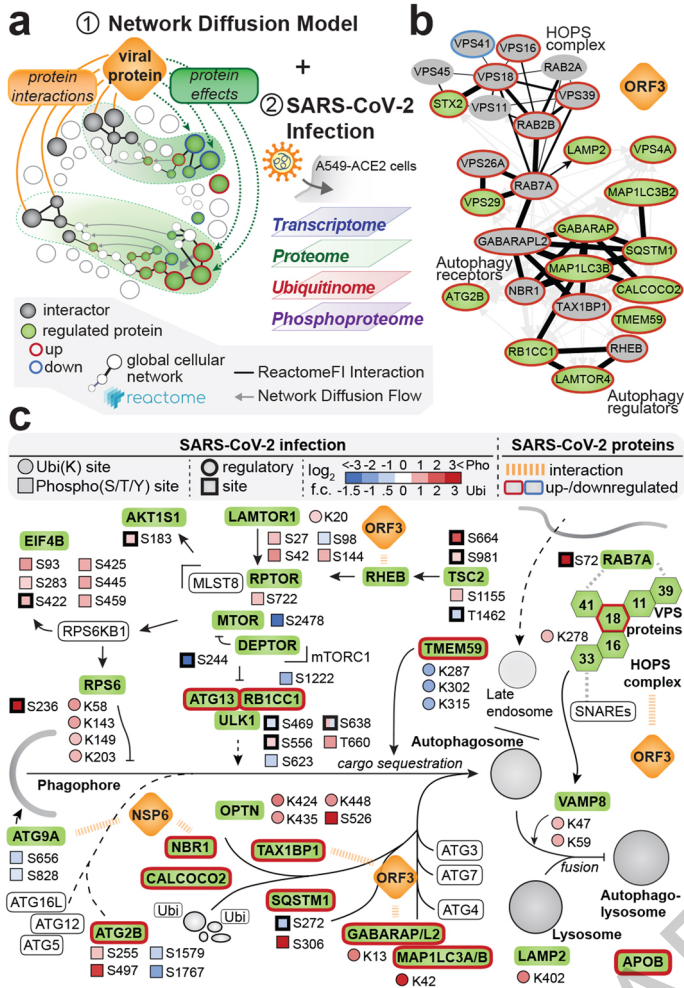 a
① Network Diffusion Model
protein
interactions
viral
protein
protein
effects
+
② SARS-CoV-2
Infection
A549-ACE2 cells
Transcriptome
Proteome
Ubiquitinome
Phosphoproteome
interactor
regulated protein
up
down
global cellular
network
reactome
ReactomeFI Interaction
Network Diffusion Flow
b
VPS41
VPS16
HOPS
complex
VPS45
VPS18
RAB2A
STX2
VPS11
VPS39
ORF3
RAB2B
LAMP2
VPS4A
VPS26A
RAB7A
MAP1LC3B2
VPS29
GABARAP
GABARAPL2
SQSTM1
MAP1LC3B
Autophagy
receptors
NBR1
CALCOCO2
ATG2B
TAX1BP1
TMEM59
RB1CC1
RHEB
LAMTOR4
Autophagy
regulators
c
SARS-CoV-2 infection
SARS-CoV-2 proteins
Ubi(K) site
Phospho(S/T/Y) site
regulatory
site
log2
f.c.
<-3 -2 -1 0 1 2 3< Pho
-1.5 -1 -.5 0 1 2 3 Ubi
interaction
up-/downregulated
EIF4B
S93
S425
S283
S445
S422
S459
AKT1S1
S183
LAMTOR1
K20
S27
S98
S42
S144
ORF3
S664
S981
MLST8
RPTOR
S722
RHEB
TSC2
S1155
T1462
RPS6KB1
MTOR
S2478
DEPTOR
S244
mTORC1
S1222
RPS6
S236
K58
K143
K149
K203
ATG13
RB1CC1
ULK1
S469
S638
S556
T660
S623
TMEM59
K287
K302
K315
S72
RAB7A
41
11
39
18
VPS
proteins
K278
16
33
HOPS
complex
SNAREs
ORF3
Late
endosome
Phagophore
cargo sequestration
Autophagosome
ATG9A
S656
S828
NSP6
OPTN
K424
K448
K435
S526
NBR1
TAX1BP1
CALCOCO2
ORF3
ATG3
ATG7
ATG4
ATG16L
ATG12
ATG5
ATG2B
S255
S1579
S497
S1767
Ubi
Ubi
SQSTM1
S272
S306
GABARAP/L2
K13
MAP1LC3A/B
K42
VAMP8
K47
K59
fusion
Autophago-
lysosome
Lysosome
LAMP2
K402
APOB